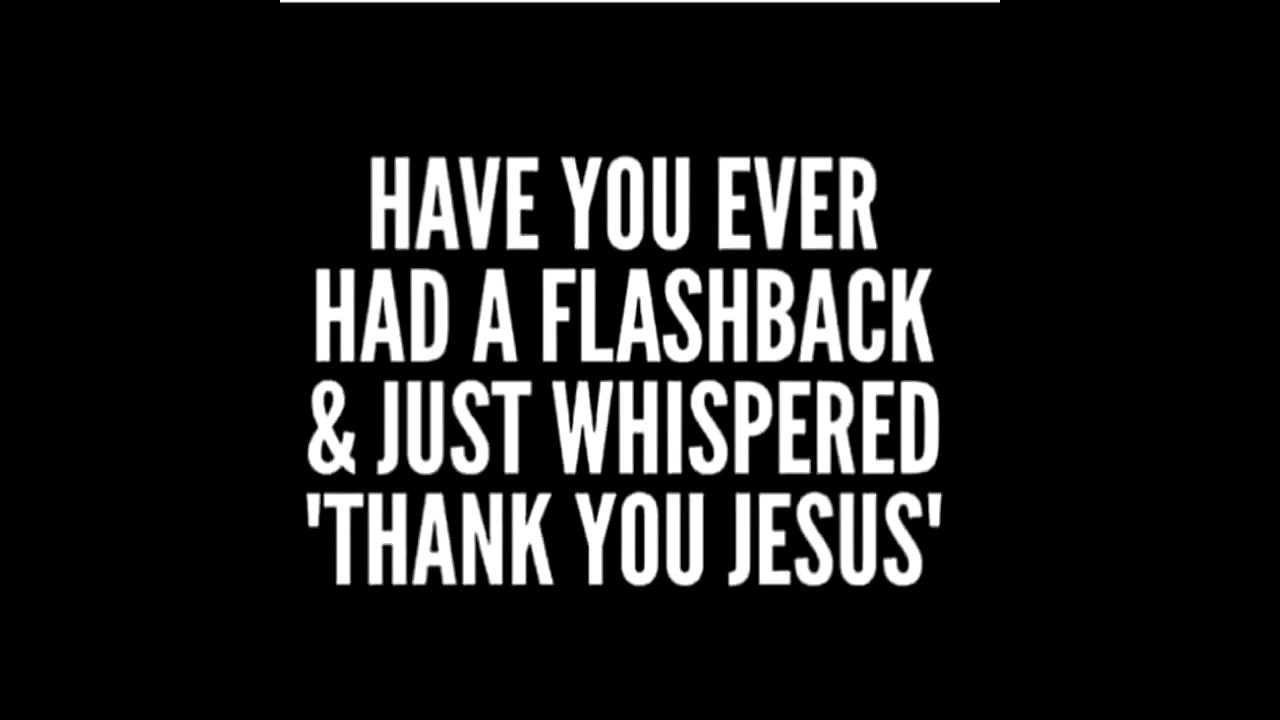 HAVE YOU EVER
HAD A FLASHBACK
& JUST WHISPERED
'THANK YOU JESUS'